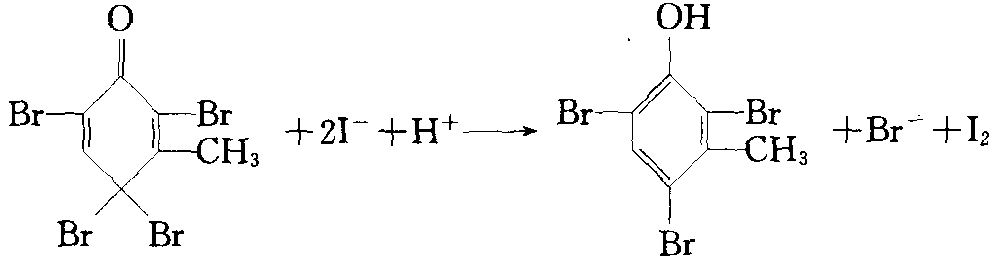 O OH
Br Br +2I⁻+H⁺ Br Br +Br⁻+I₂
CH₃ CH₃
Br Br Br